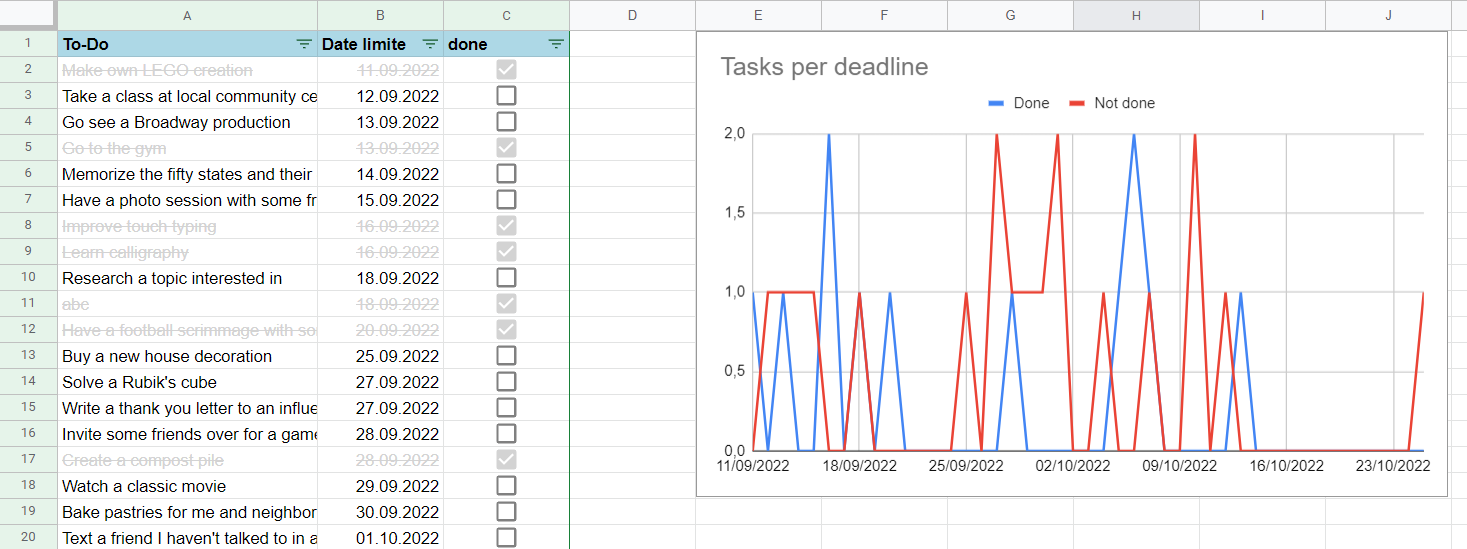 A B C D E F G H I J
1 To-Do Date limite done
2 Make own LEGO creation 11.09.2022
3 Take a class at local community ce 12.09.2022
4 Go see a Broadway production 13.09.2022
5 Go to the gym 13.09.2022
6 Memorize the fifty states and their 14.09.2022
7 Have a photo session with some fr 15.09.2022
8 Improve touch typing 16.09.2022
9 Learn calligraphy 16.09.2022
10 Research a topic interested in 18.09.2022
11 abc 18.09.2022
12 Have a football scrimmage with so 20.09.2022
13 Buy a new house decoration 25.09.2022
14 Solve a Rubik's cube 27.09.2022
15 Write a thank you letter to an influe 27.09.2022
16 Invite some friends over for a game 28.09.2022
17 Create a compost pile 28.09.2022
18 Watch a classic movie 29.09.2022
19 Bake pastries for me and neighbor 30.09.2022
20 Text a friend I haven't talked to in a 01.10.2022
Tasks per deadline
Done Not done
2,0
1,5
1,0
0,5
0,0
11/09/2022 18/09/2022 25/09/2022 02/10/2022 09/10/2022 16/10/2022 23/10/2022